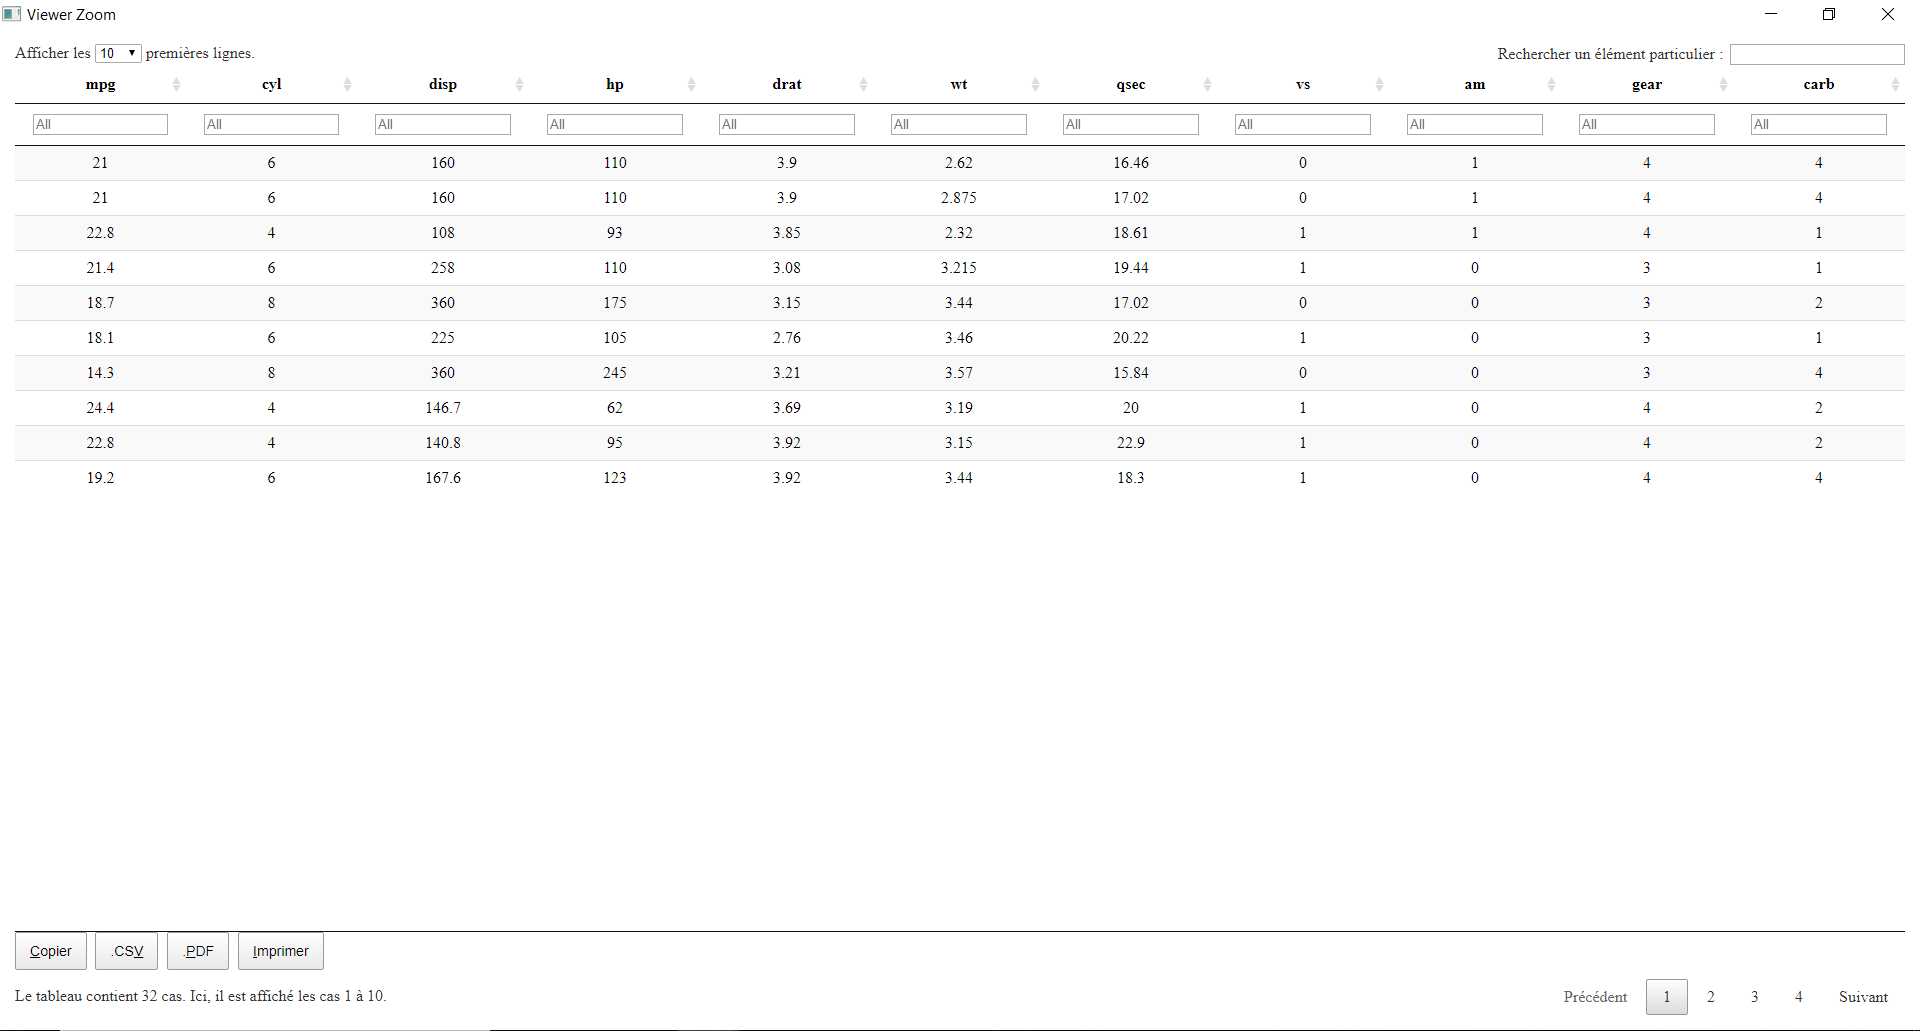 Viewer Zoom
Afficher les 10 premières lignes. Rechercher un élément particulier :
mpg cyl disp hp drat wt qsec vs am gear carb
All All All All All All All All All All All
21 6 160 110 3.9 2.62 16.46 0 1 4 4
21 6 160 110 3.9 2.875 17.02 0 1 4 4
22.8 4 108 93 3.85 2.32 18.61 1 1 4 1
21.4 6 258 110 3.08 3.215 19.44 1 0 3 1
18.7 8 360 175 3.15 3.44 17.02 0 0 3 2
18.1 6 225 105 2.76 3.46 20.22 1 0 3 1
14.3 8 360 245 3.21 3.57 15.84 0 0 3 4
24.4 4 146.7 62 3.69 3.19 20 1 0 4 2
22.8 4 140.8 95 3.92 3.15 22.9 1 0 4 2
19.2 6 167.6 123 3.92 3.44 18.3 1 0 4 4
Copier .CSV .PDF Imprimer
Le tableau contient 32 cas. Ici, il est affiché les cas 1 à 10. Précédent 1 2 3 4 Suivant